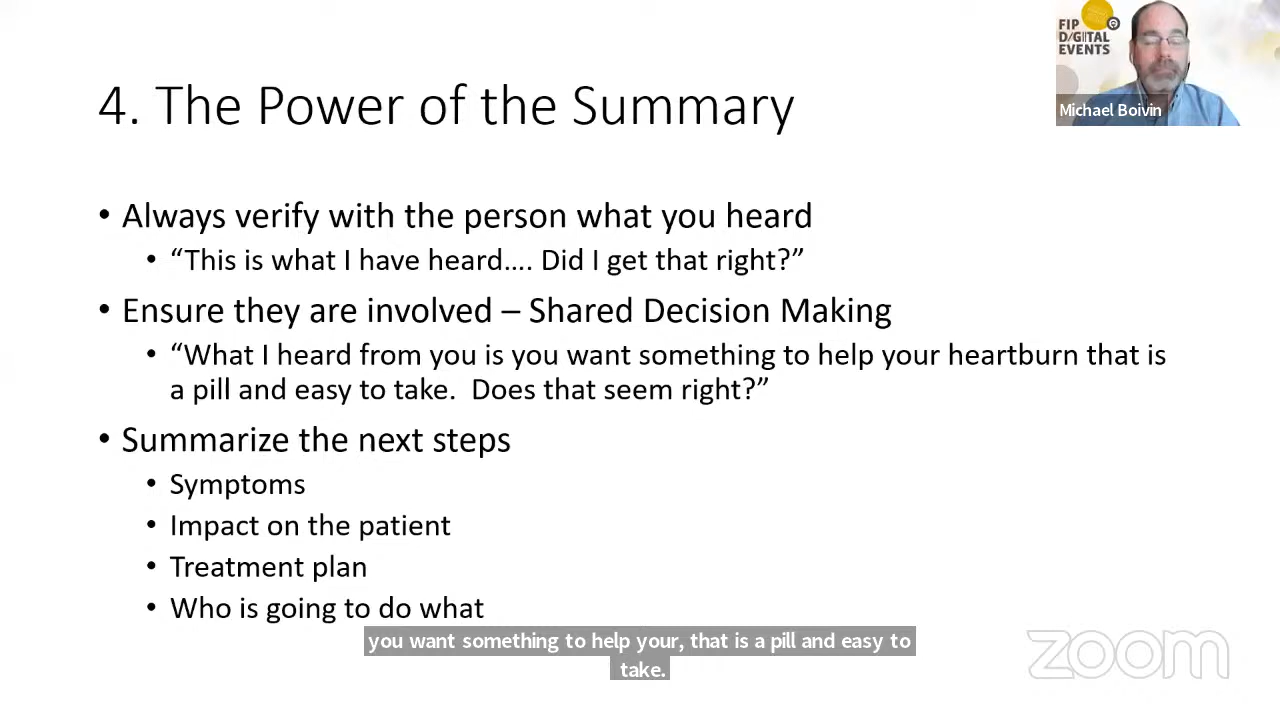 FIP
D/G/TAL
EVENTS
Michael Boivin
4. The Power of the Summary
• Always verify with the person what you heard
• “This is what I have heard…. Did I get that right?”
• Ensure they are involved – Shared Decision Making
• “What I heard from you is you want something to help your heartburn that is
a pill and easy to take.  Does that seem right?”
• Summarize the next steps
• Symptoms
• Impact on the patient
• Treatment plan
• Who is going to do what
you want something to help your, that is a pill and easy to
take.
zoom